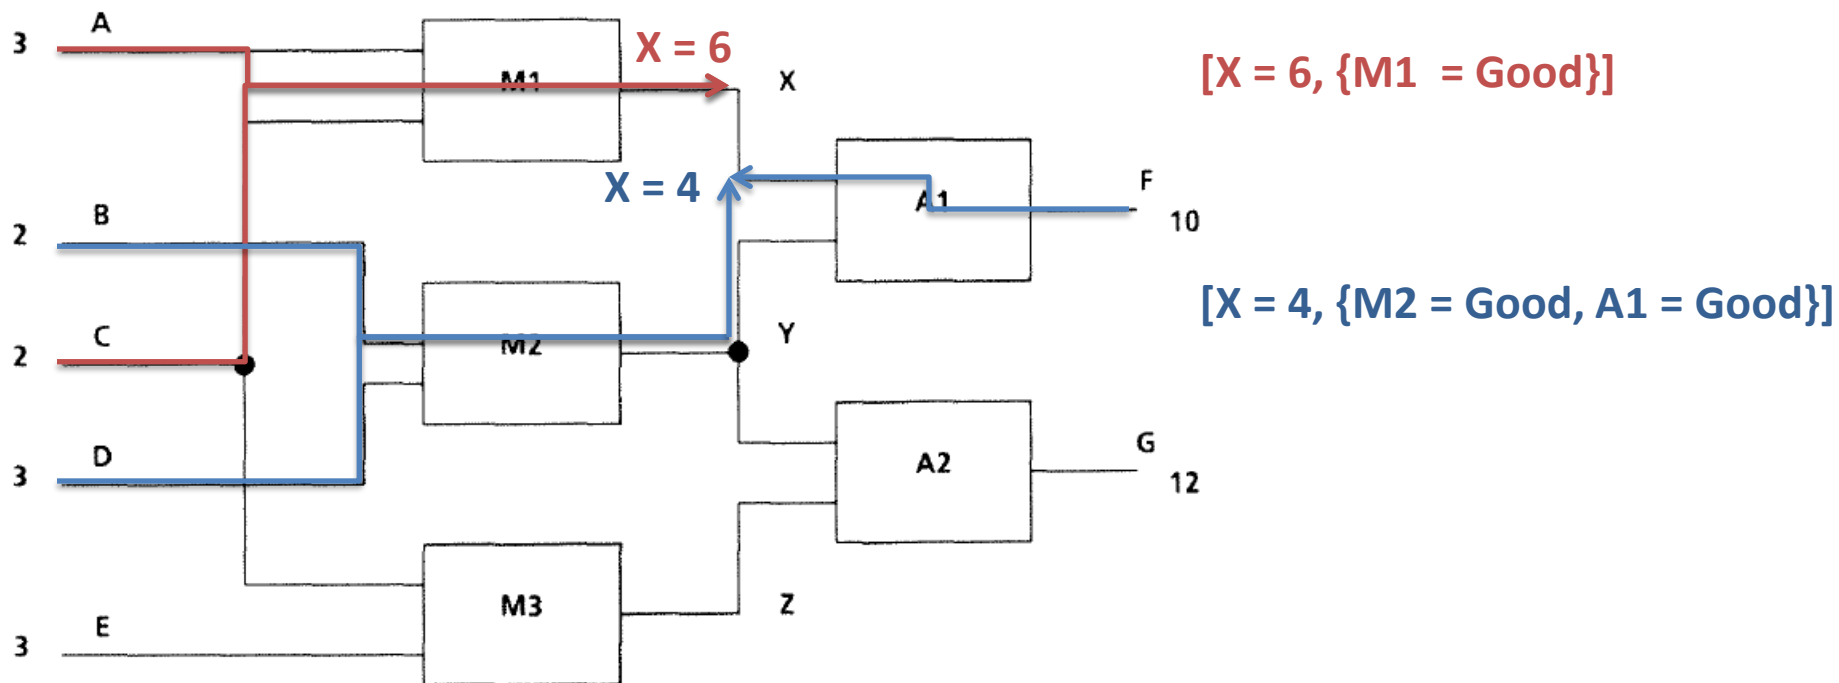 A
3
X = 6
M1
X
[X = 6, {M1 = Good}]
X = 4
F
A1
10
B
2
[X = 4, {M2 = Good, A1 = Good}]
C
2
M2
Y
D
3
A2
G
12
M3
Z
E
3